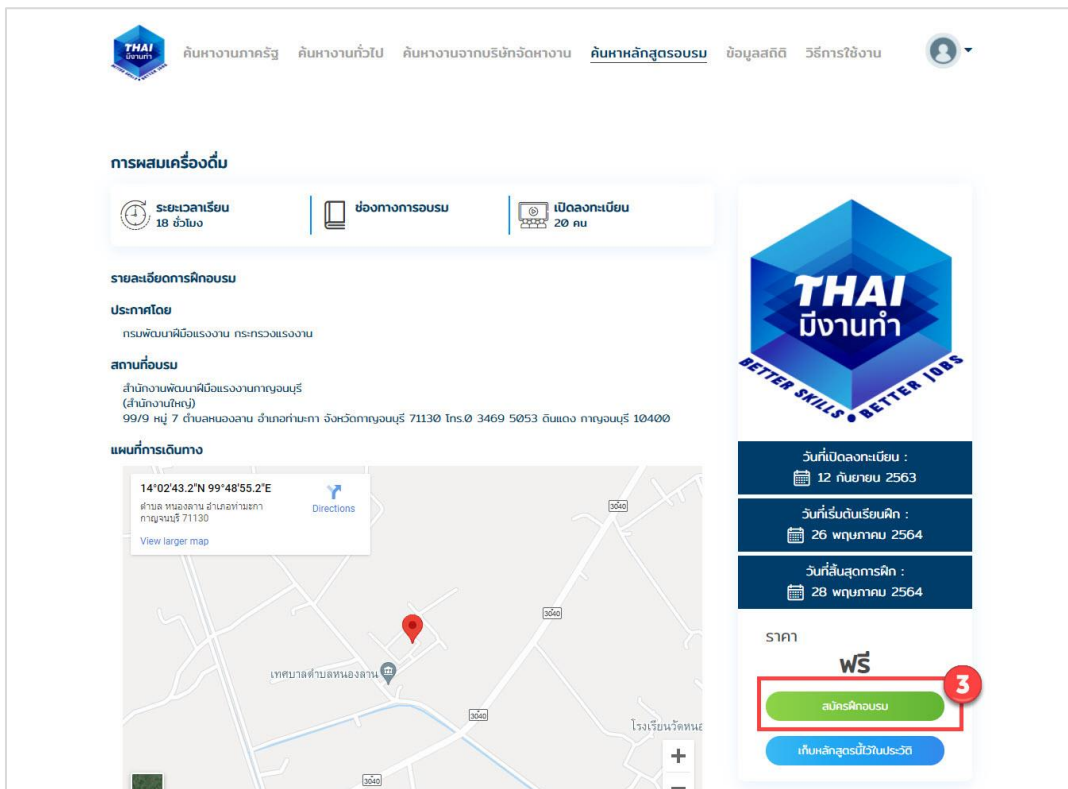 THAI
มีงานทำ
BETTER SKILLS • BETTER JOBS
ค้นหางานภาครัฐ ค้นหางานทั่วไป ค้นหางานจากบริษัทจัดหางาน ค้นหาหลักสูตรอบรม ข้อมูลสถิติ วิธีการใช้งาน
การผสมเครื่องดื่ม
ระยะเวลาเรียน
18 ชั่วโมง
ช่องทางการอบรม
เปิดลงทะเบียน
20 คน
รายละเอียดการฝึกอบรม
ประกาศโดย
กรมพัฒนาฝีมือแรงงาน กระทรวงแรงงาน
สถานที่อบรม
สำนักงานพัฒนาฝีมือแรงงานกาญจนบุรี
(สำนักงานใหญ่)
99/9 หมู่ 7 ตำบลหนองลาน อำเภอท่ามะกา จังหวัดกาญจนบุรี 71130 โทร.0 3469 5053 ดินแดง กาญจนบุรี 10400
แผนที่การเดินทาง
14°02'43.2"N 99°48'55.2"E
ตำบล หนองลาน อำเภอท่ามะกา
กาญจนบุรี 71130
Directions
View larger map
3040
3040
เทศบาลตำบลหนองลาน
3040
โรงเรียนวัดหนอ
3040
THAI
มีงานทำ
BETTER SKILLS • BETTER JOBS
วันที่เปิดลงทะเบียน :
12 กันยายน 2563
วันที่เริ่มต้นเรียนฝึก :
26 พฤษภาคม 2564
วันที่สิ้นสุดการฝึก :
28 พฤษภาคม 2564
ราคา
ฟรี
3
สมัครฝึกอบรม
เก็บหลักสูตรนี้ไว้ในประวัติ